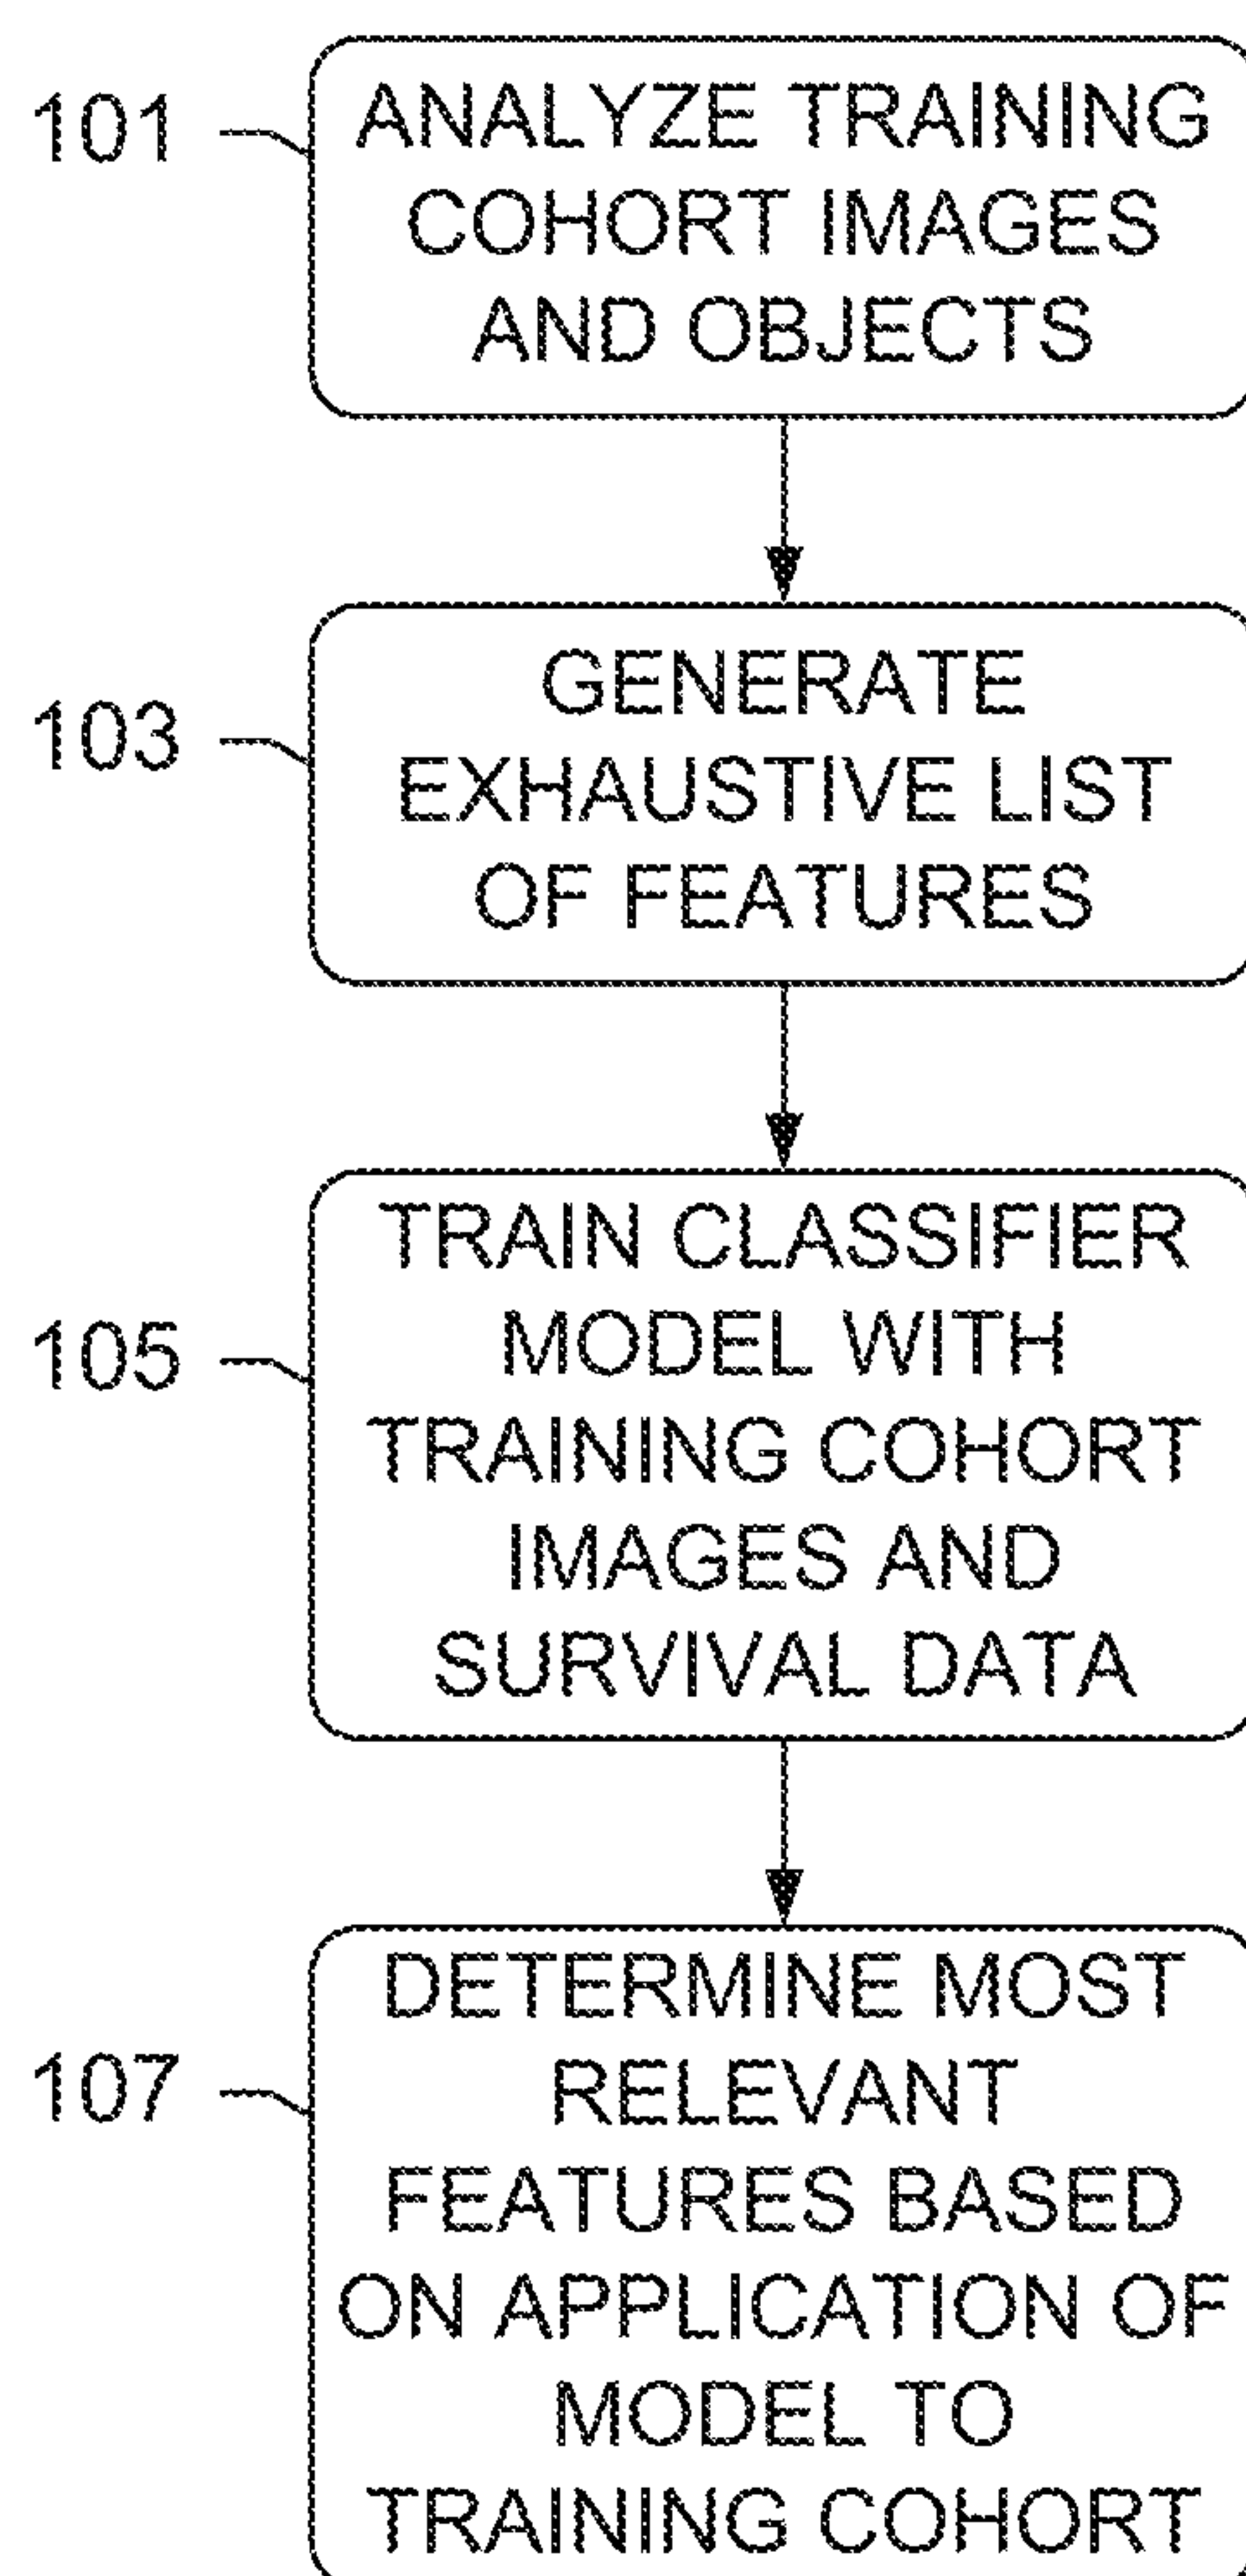 101
ANALYZE TRAINING
COHORT IMAGES
AND OBJECTS
103
GENERATE
EXHAUSTIVE LIST
OF FEATURES
105
TRAIN CLASSIFIER
MODEL WITH
TRAINING COHORT
IMAGES AND
SURVIVAL DATA
107
DETERMINE MOST
RELEVANT
FEATURES BASED
ON APPLICATION OF
MODEL TO
TRAINING COHORT